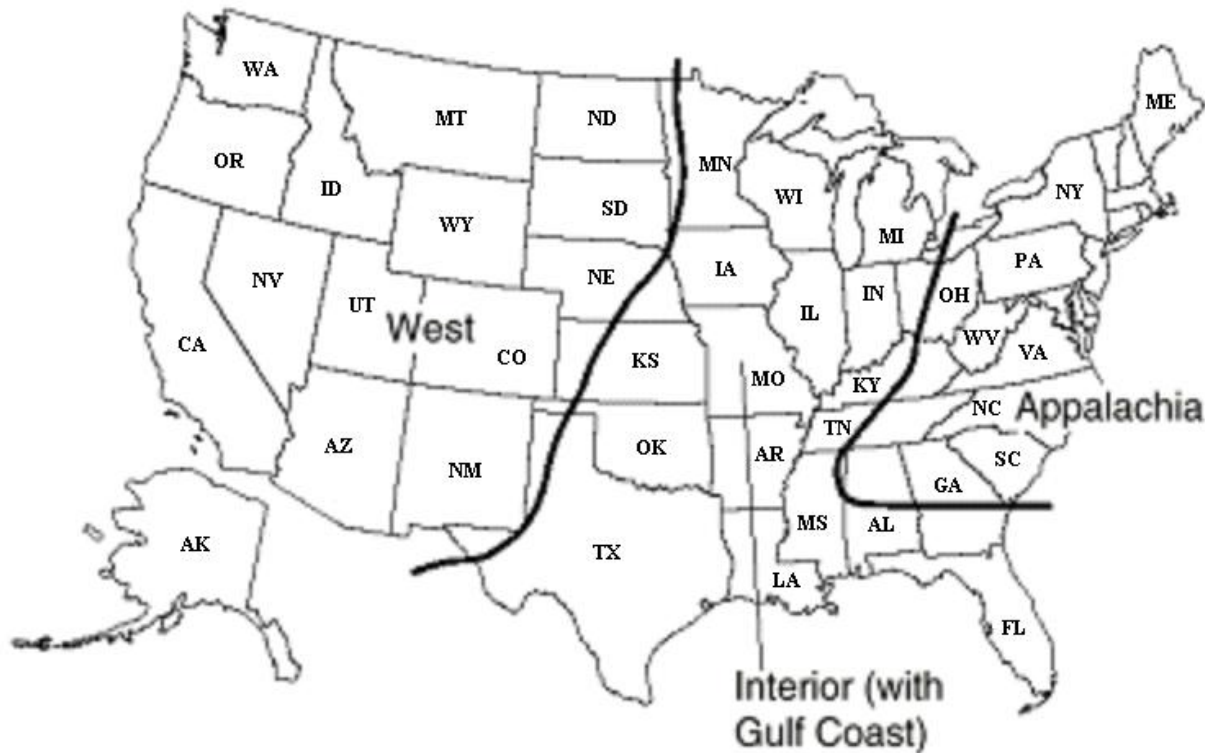 WA
MT
ND
ME
OR
MN
NY
ID
SD
WI
WY
MI
PA
NV
NE
IA
UT
IN
OH
West
IL
WV
CA
CO
KS
VA
MO
KY
NC
Appalachia
TN
AZ
NM
OK
AR
SC
GA
MS
AL
AK
TX
LA
FL
Interior (with
Gulf Coast)